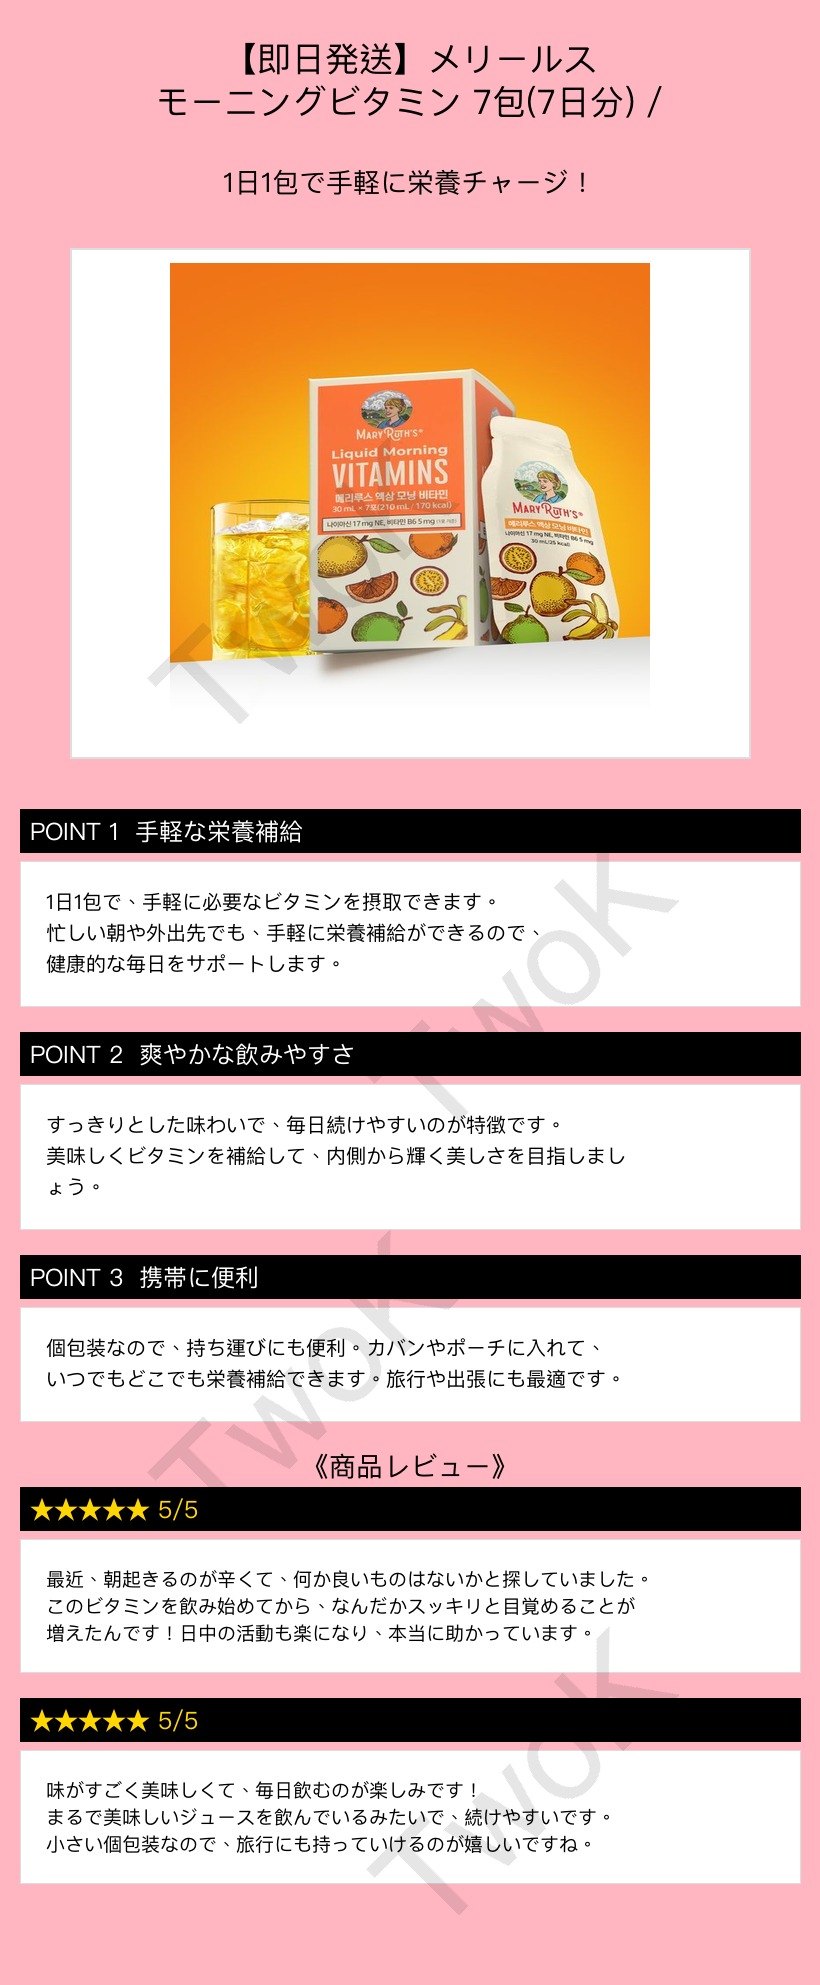 【即日発送】メリールス
モーニングビタミン 7包(7日分) /
1日1包で手軽に栄養チャージ！
MARYRUTH'S®
Liquid Morning
VITAMINS
메리루스 액상 모닝 비타민
30 mL × 7포(210 mL / 170 kcal)
나이아신 17 mg NE, 비타민 B6 5 mg (1포 기준)
MARYRUTH'S®
메리루스 액상 모닝 비타민
나이아신 17 mg NE, 비타민 B6 5 mg
30 mL(25 kcal)
POINT 1 手軽な栄養補給
1日1包で、手軽に必要なビタミンを摂取できます。
忙しい朝や外出先でも、手軽に栄養補給ができるので、
健康的な毎日をサポートします。
POINT 2 爽やかな飲みやすさ
すっきりとした味わいで、毎日続けやすいのが特徴です。
美味しくビタミンを補給して、内側から輝く美しさを目指しまし
ょう。
POINT 3 携帯に便利
個包装なので、持ち運びにも便利。カバンやポーチに入れて、
いつでもどこでも栄養補給できます。旅行や出張にも最適です。
《商品レビュー》
★★★★★ 5/5
最近、朝起きるのが辛くて、何か良いものはないかと探していました。
このビタミンを飲み始めてから、なんだかスッキリと目覚めることが
増えたんです！日中の活動も楽になり、本当に助かっています。
★★★★★ 5/5
味がすごく美味しくて、毎日飲むのが楽しみです！
まるで美味しいジュースを飲んでいるみたいで、続けやすいです。
小さい個包装なので、旅行にも持っていけるのが嬉しいですね。
TwoK
TwoK
TwoK
TwoK